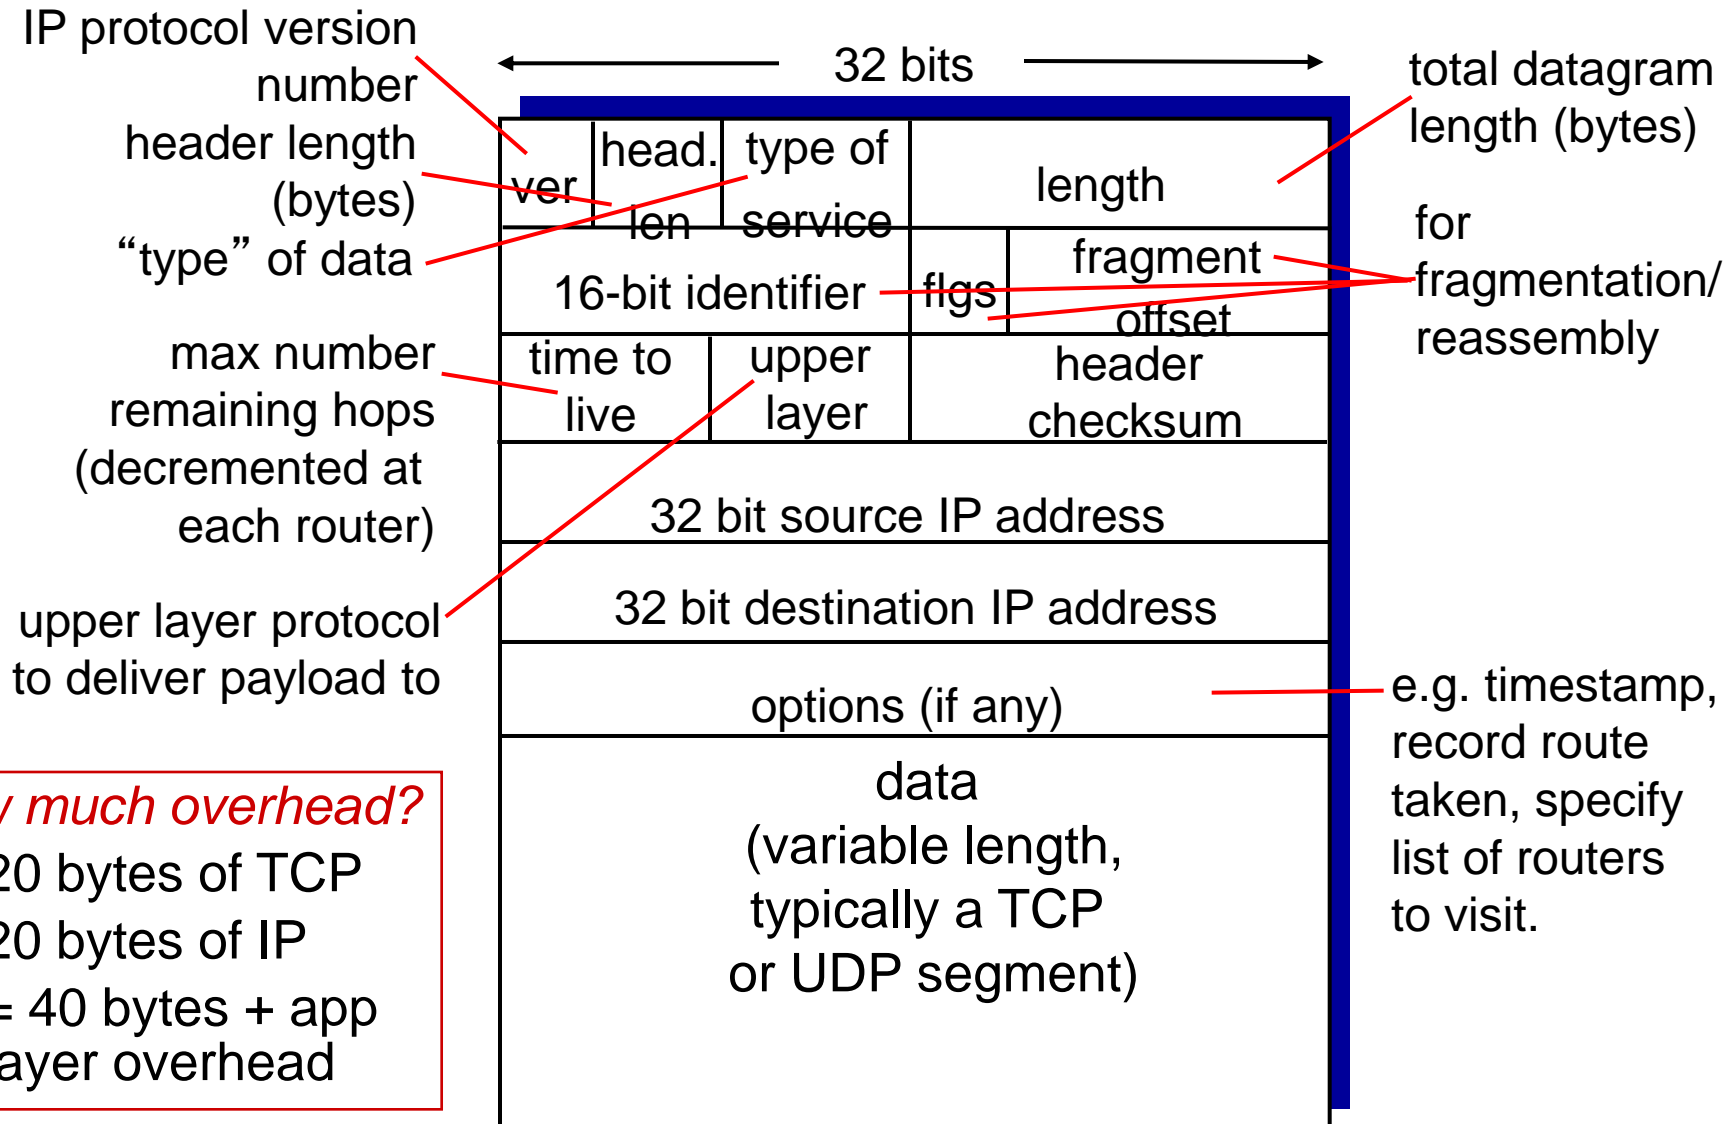 IP protocol version
number
header length
(bytes)
“type” of data
max number
remaining hops
(decremented at
each router)
upper layer protocol
to deliver payload to
much overhead?
20 bytes of TCP
20 bytes of IP
= 40 bytes + app
ayer overhead
32 bits
ver
head.
len
type of
service
length
16-bit identifier
flgs
fragment
offset
time to
live
upper
layer
header
checksum
32 bit source IP address
32 bit destination IP address
options (if any)
data
(variable length,
typically a TCP
or UDP segment)
total datagram
length (bytes)
for
fragmentation/
reassembly
e.g. timestamp,
record route
taken, specify
list of routers
to visit.